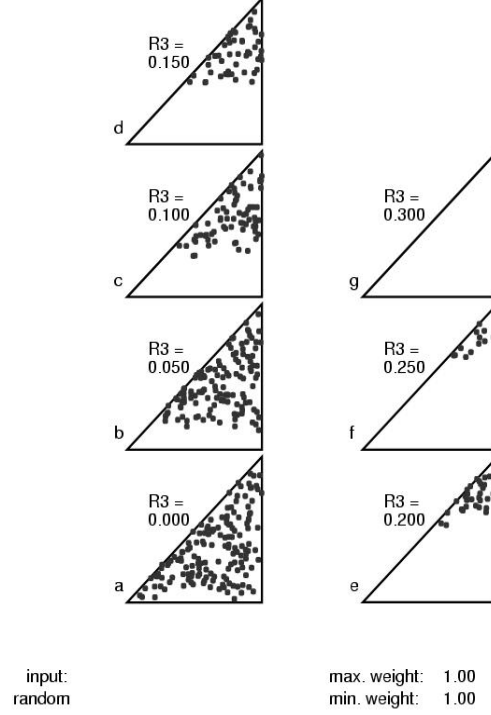 R3 =
0.150
d
R3 =
0.100
c
R3 =
0.300
g
R3 =
0.050
b
R3 =
0.250
f
R3 =
0.000
a
R3 =
0.200
e
input:
random
max. weight: 1.00
min. weight: 1.00